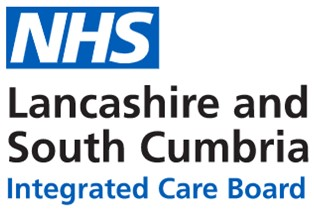 NHS
Lancashire and
South Cumbria
Integrated Care Board